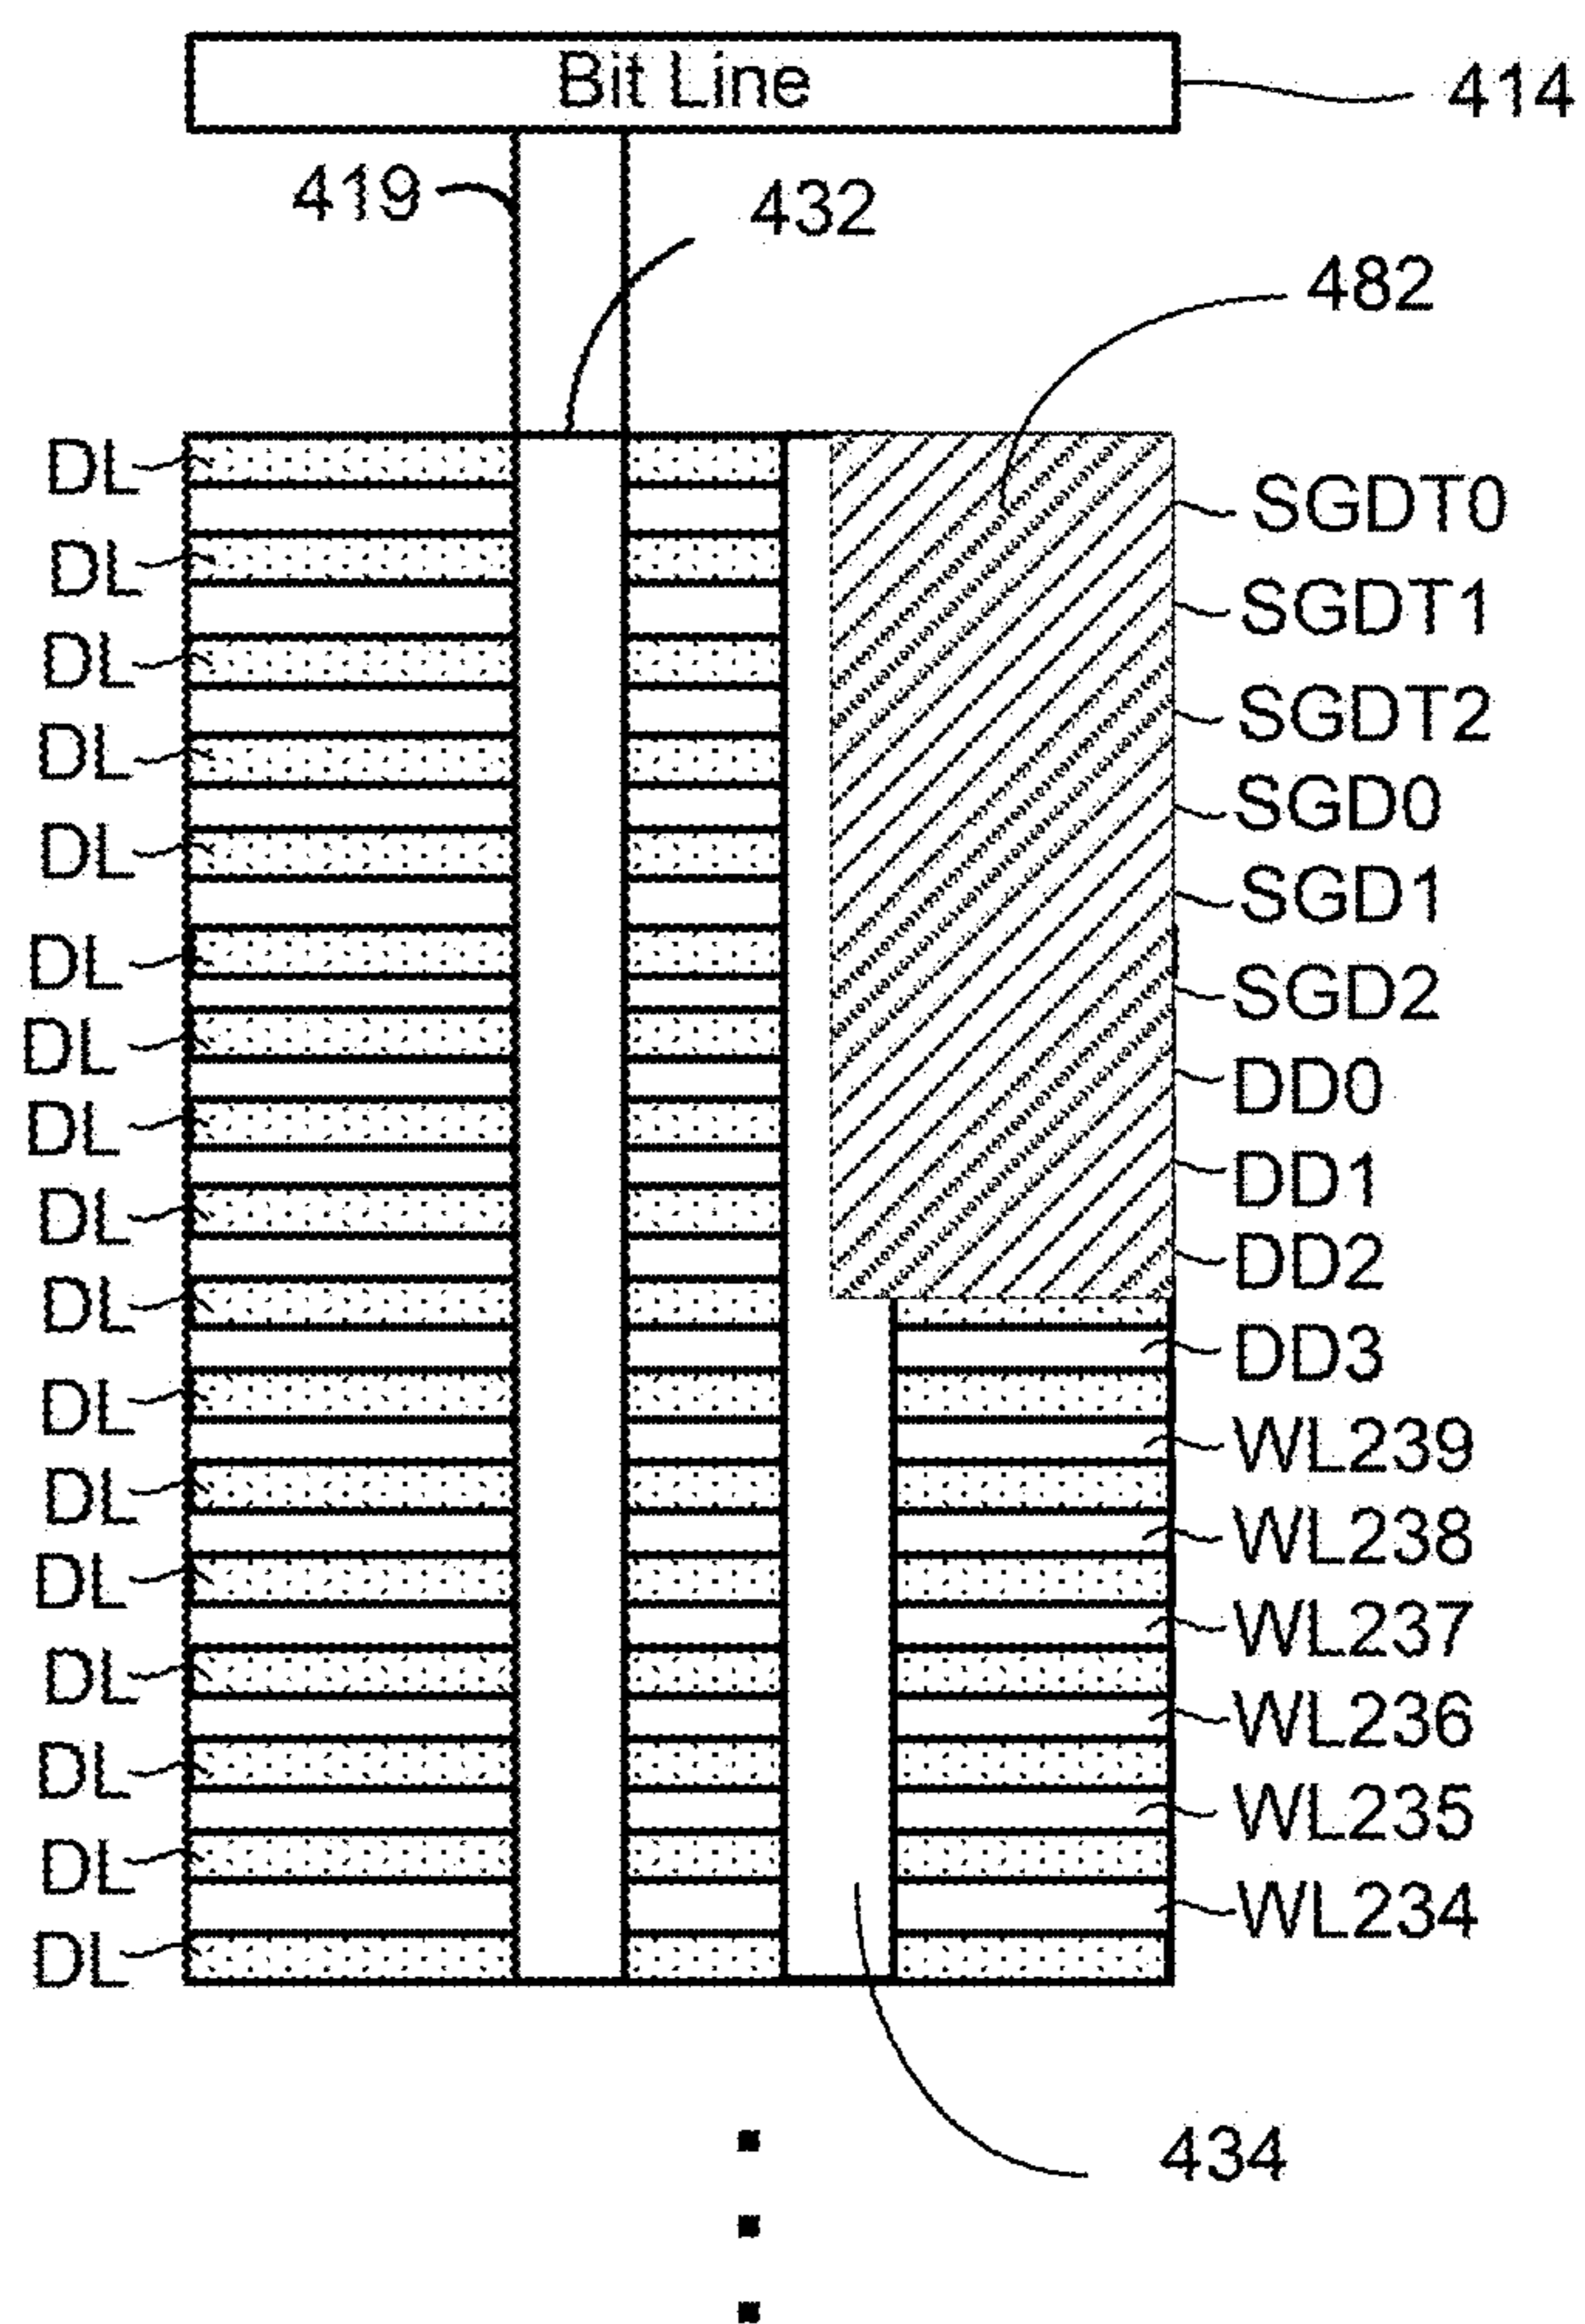 Bit Line
414
419
432
482
DL
SGDT0
DL
SGDT1
DL
SGDT2
DL
SGD0
DL
SGD1
DL
SGD2
DL
DD0
DL
DD1
DL
DD2
DL
DD3
DL
WL239
DL
WL238
DL
WL237
DL
WL236
DL
WL235
DL
WL234
DL
434